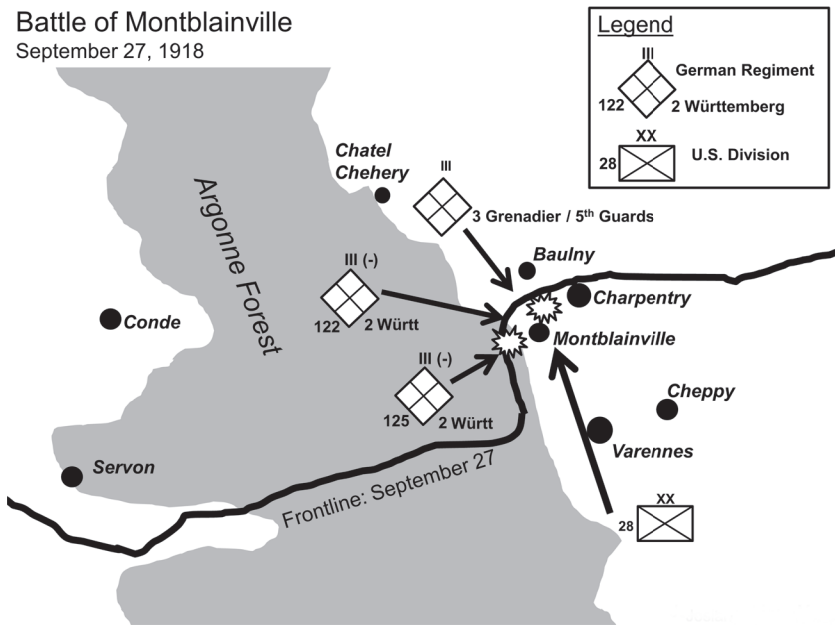 Battle of Montblainville
September 27, 1918
Legend
III
German Regiment
122
2 Württemberg
XX
28
U.S. Division
Chatel
Chehery
III
3 Grenadier / 5th Guards
Argonne Forest
Baulny
III (-)
122
2 Württ
Charpentry
Conde
Montblainville
III (-)
125
2 Württ
Cheppy
Varennes
Servon
Frontline: September 27
XX
28